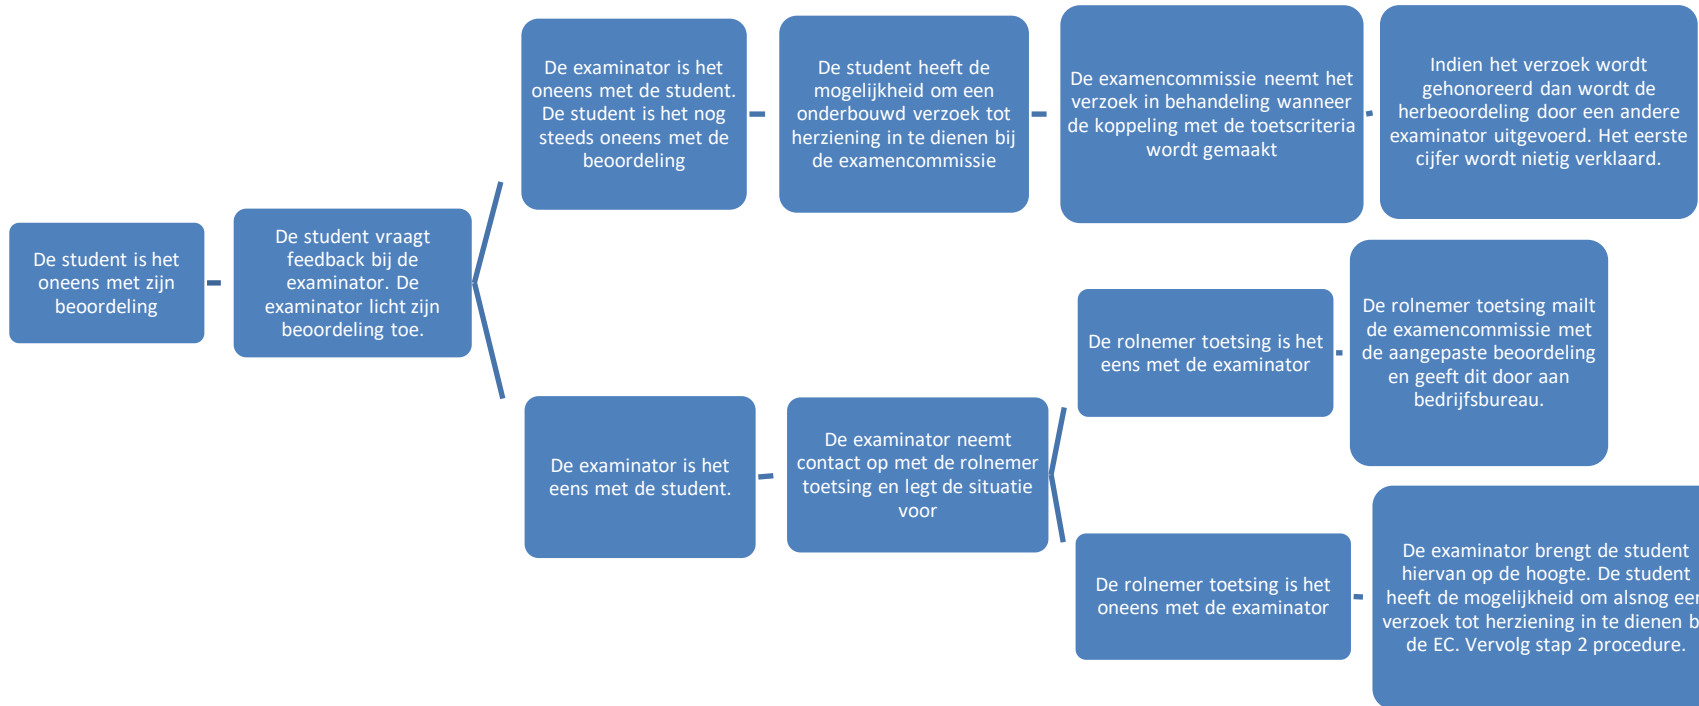 De student is het
oneens met zijn
beoordeling
De student vraagt
feedback bij de
examinator. De
examinator licht zijn
beoordeling toe.
De examinator is het
oneens met de student.
De student is het nog
steeds oneens met de
beoordeling
De student heeft de
mogelijkheid om een
onderbouwd verzoek tot
herziening in te dienen bij
de examencommissie
De examencommissie neemt het
verzoek in behandeling wanneer
de koppeling met de toetscriteria
wordt gemaakt
Indien het verzoek wordt
gehonoreerd dan wordt de
herbeoordeling door een andere
examinator uitgevoerd. Het eerste
cijfer wordt nietig verklaard.
De examinator is het
eens met de student.
De examinator neemt
contact op met de rolnemer
toetsing en legt de situatie
voor
De rolnemer toetsing is het
eens met de examinator
De rolnemer toetsing mailt
de examencommissie met
de aangepaste beoordeling
en geeft dit door aan
bedrijfsbureau.
De rolnemer toetsing is het
oneens met de examinator
De examinator brengt de student
hiervan op de hoogte. De student
heeft de mogelijkheid om alsnog een
verzoek tot herziening in te dienen b
de EC. Vervolg stap 2 procedure.